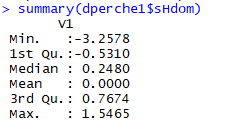 > summary(dperche1$sHdom)
V1
Min. :-3.2578
1st Qu.:-0.5310
Median : 0.2480
Mean : 0.0000
3rd Qu.: 0.7674
Max. : 1.5465